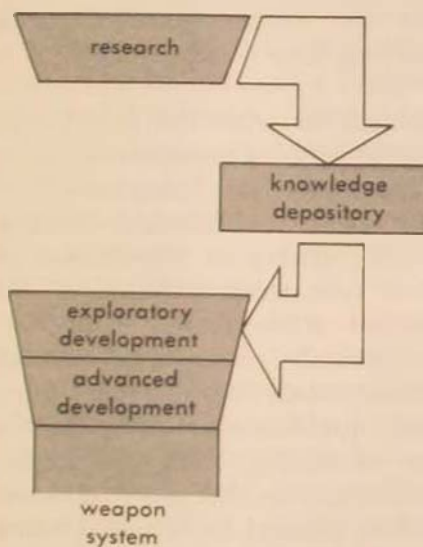 research
knowledge
depository
exploratory
development
advanced
development
weapon
system